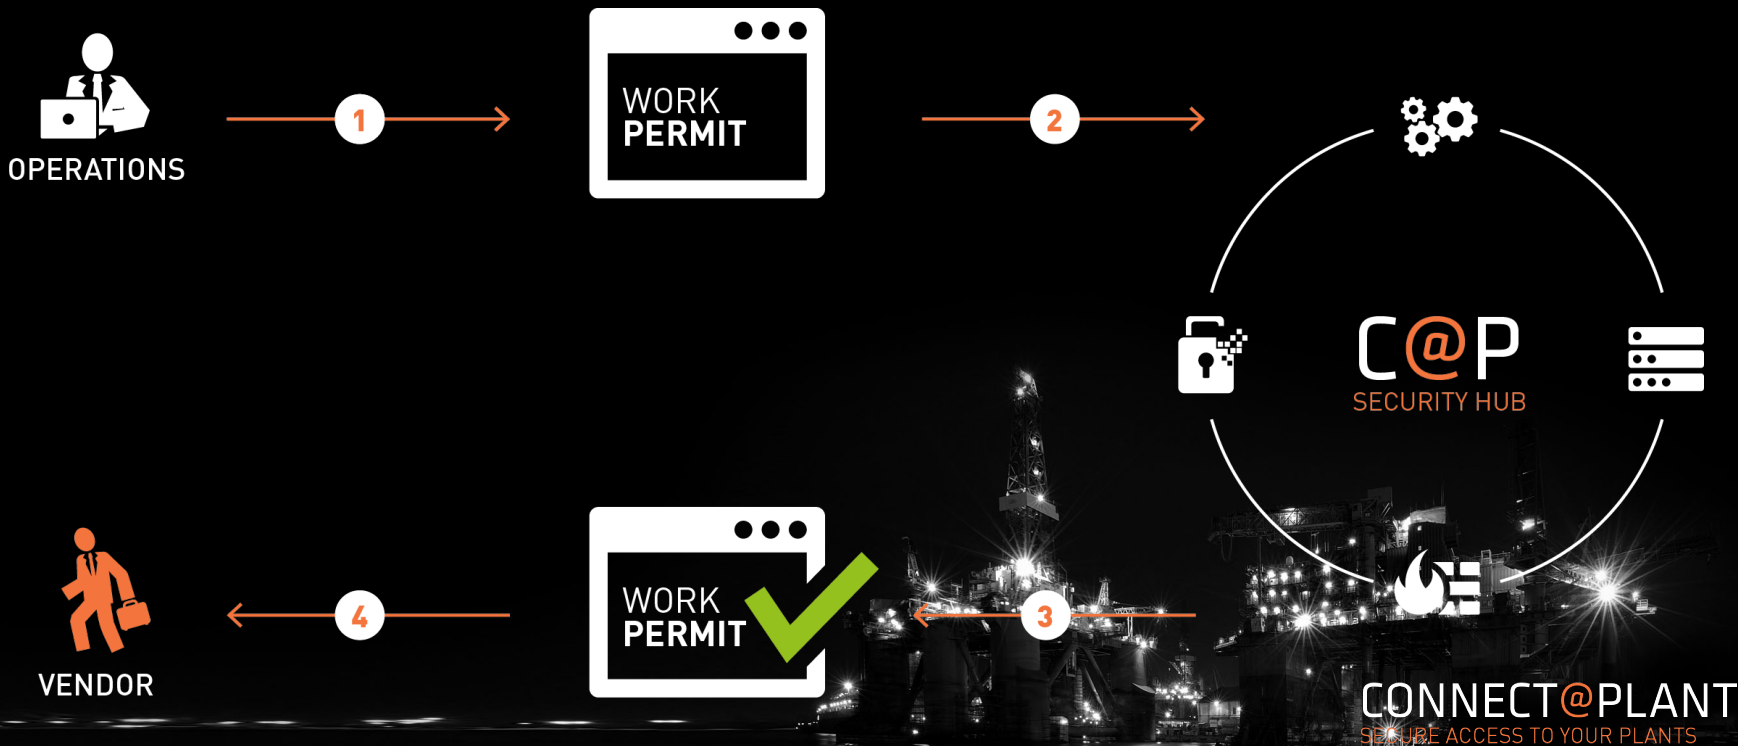 OPERATIONS
1
WORK
PERMIT
2
C@P
SECURITY HUB
VENDOR
4
WORK
PERMIT
3
CONNECT@PLANT
SECURE ACCESS TO YOUR PLANTS